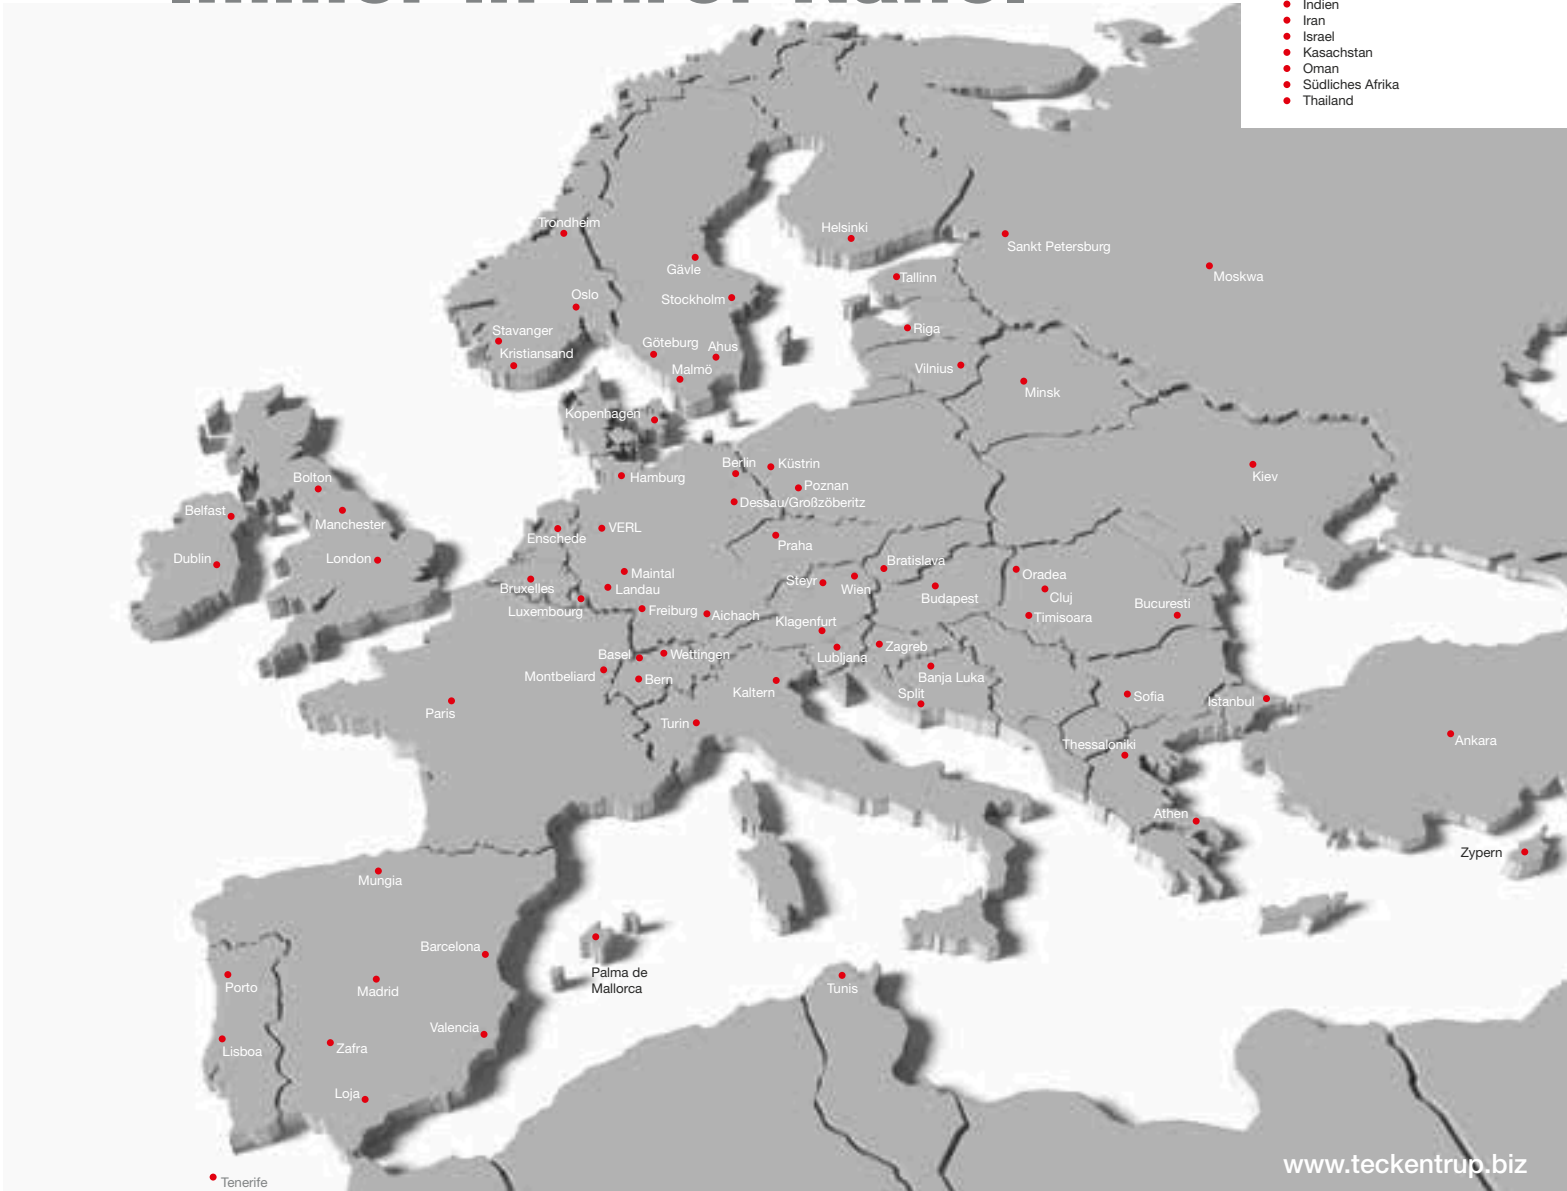 Immer in Ihrer Nähe!
Indien
Iran
Israel
Kasachstan
Oman
Südliches Afrika
Thailand
Trondheim
Helsinki
Sankt Petersburg
Gävle
Moskwa
Tallinn
Oslo
Stockholm
Stavanger
Riga
Göteburg
Ahus
Kristiansand
Malmö
Vilnius
Minsk
Kopenhagen
Berlin
Küstrin
Bolton
Hamburg
Kiev
Poznan
Belfast
Dessau/Großzöberitz
Manchester
VERL
Enschede
Praha
Dublin
London
Bratislava
Maintal
Oradea
Bruxelles
Landau
Steyr
Wien
Budapest
Cluj
Luxembourg
Freiburg
Aichach
Bucuresti
Klagenfurt
Timisoara
Basel
Wettingen
Lubljana
Zagreb
Montbeliard
Bern
Banja Luka
Kaltern
Split
Sofia
Istanbul
Paris
Turin
Thessaloniki
Ankara
Athen
Zypern
Mungia
Barcelona
Palma de
Mallorca
Porto
Madrid
Tunis
Valencia
Lisboa
Zafra
Loja
www.teckentrup.biz
Tenerife